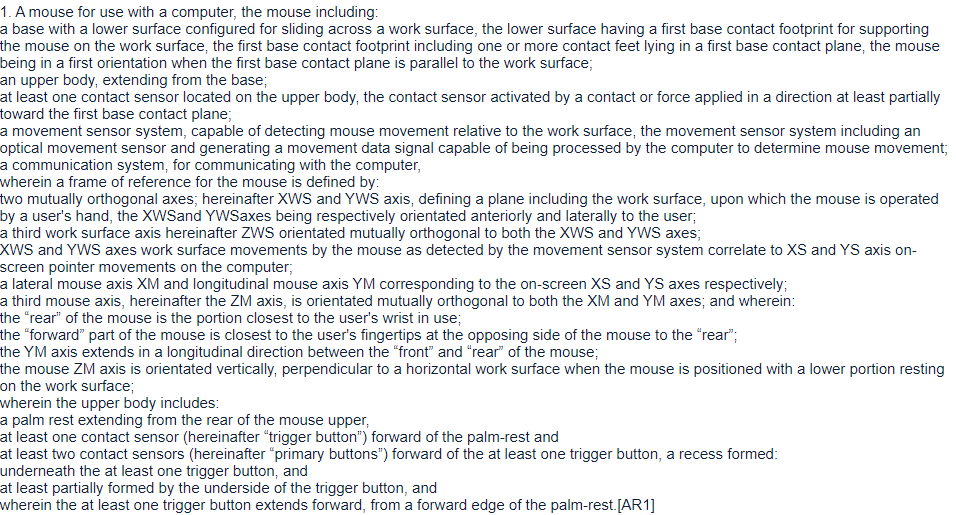 1. A mouse for use with a computer, the mouse including:
a base with a lower surface configured for sliding across a work surface, the lower surface having a first base contact footprint for supporting
the mouse on the work surface, the first base contact footprint including one or more contact feet lying in a first base contact plane, the mouse
being in a first orientation when the first base contact plane is parallel to the work surface;
an upper body, extending from the base;
at least one contact sensor located on the upper body, the contact sensor activated by a contact or force applied in a direction at least partially
toward the first base contact plane;
a movement sensor system, capable of detecting mouse movement relative to the work surface, the movement sensor system including an
optical movement sensor and generating a movement data signal capable of being processed by the computer to determine mouse movement;
a communication system, for communicating with the computer,
wherein a frame of reference for the mouse is defined by:
two mutually orthogonal axes; hereinafter XWS and YWS axis, defining a plane including the work surface, upon which the mouse is operated
by a user's hand, the XWSand YWSaxes being respectively orientated anteriorly and laterally to the user;
a third work surface axis hereinafter ZWS orientated mutually orthogonal to both the XWS and YWS axes;
XWS and YWS axes work surface movements by the mouse as detected by the movement sensor system correlate to XS and YS axis on-
screen pointer movements on the computer;
a lateral mouse axis XM and longitudinal mouse axis YM corresponding to the on-screen XS and YS axes respectively;
a third mouse axis, hereinafter the ZM axis, is orientated mutually orthogonal to both the XM and YM axes; and wherein:
the “rear” of the mouse is the portion closest to the user's wrist in use;
the “forward” part of the mouse is closest to the user's fingertips at the opposing side of the mouse to the “rear”;
the YM axis extends in a longitudinal direction between the “front” and “rear” of the mouse;
the mouse ZM axis is orientated vertically, perpendicular to a horizontal work surface when the mouse is positioned with a lower portion resting
on the work surface;
wherein the upper body includes:
a palm rest extending from the rear of the mouse upper,
at least one contact sensor (hereinafter “trigger button”) forward of the palm-rest and
at least two contact sensors (hereinafter “primary buttons”) forward of the at least one trigger button, a recess formed:
underneath the at least one trigger button, and
at least partially formed by the underside of the trigger button, and
wherein the at least one trigger button extends forward, from a forward edge of the palm-rest.[AR1]